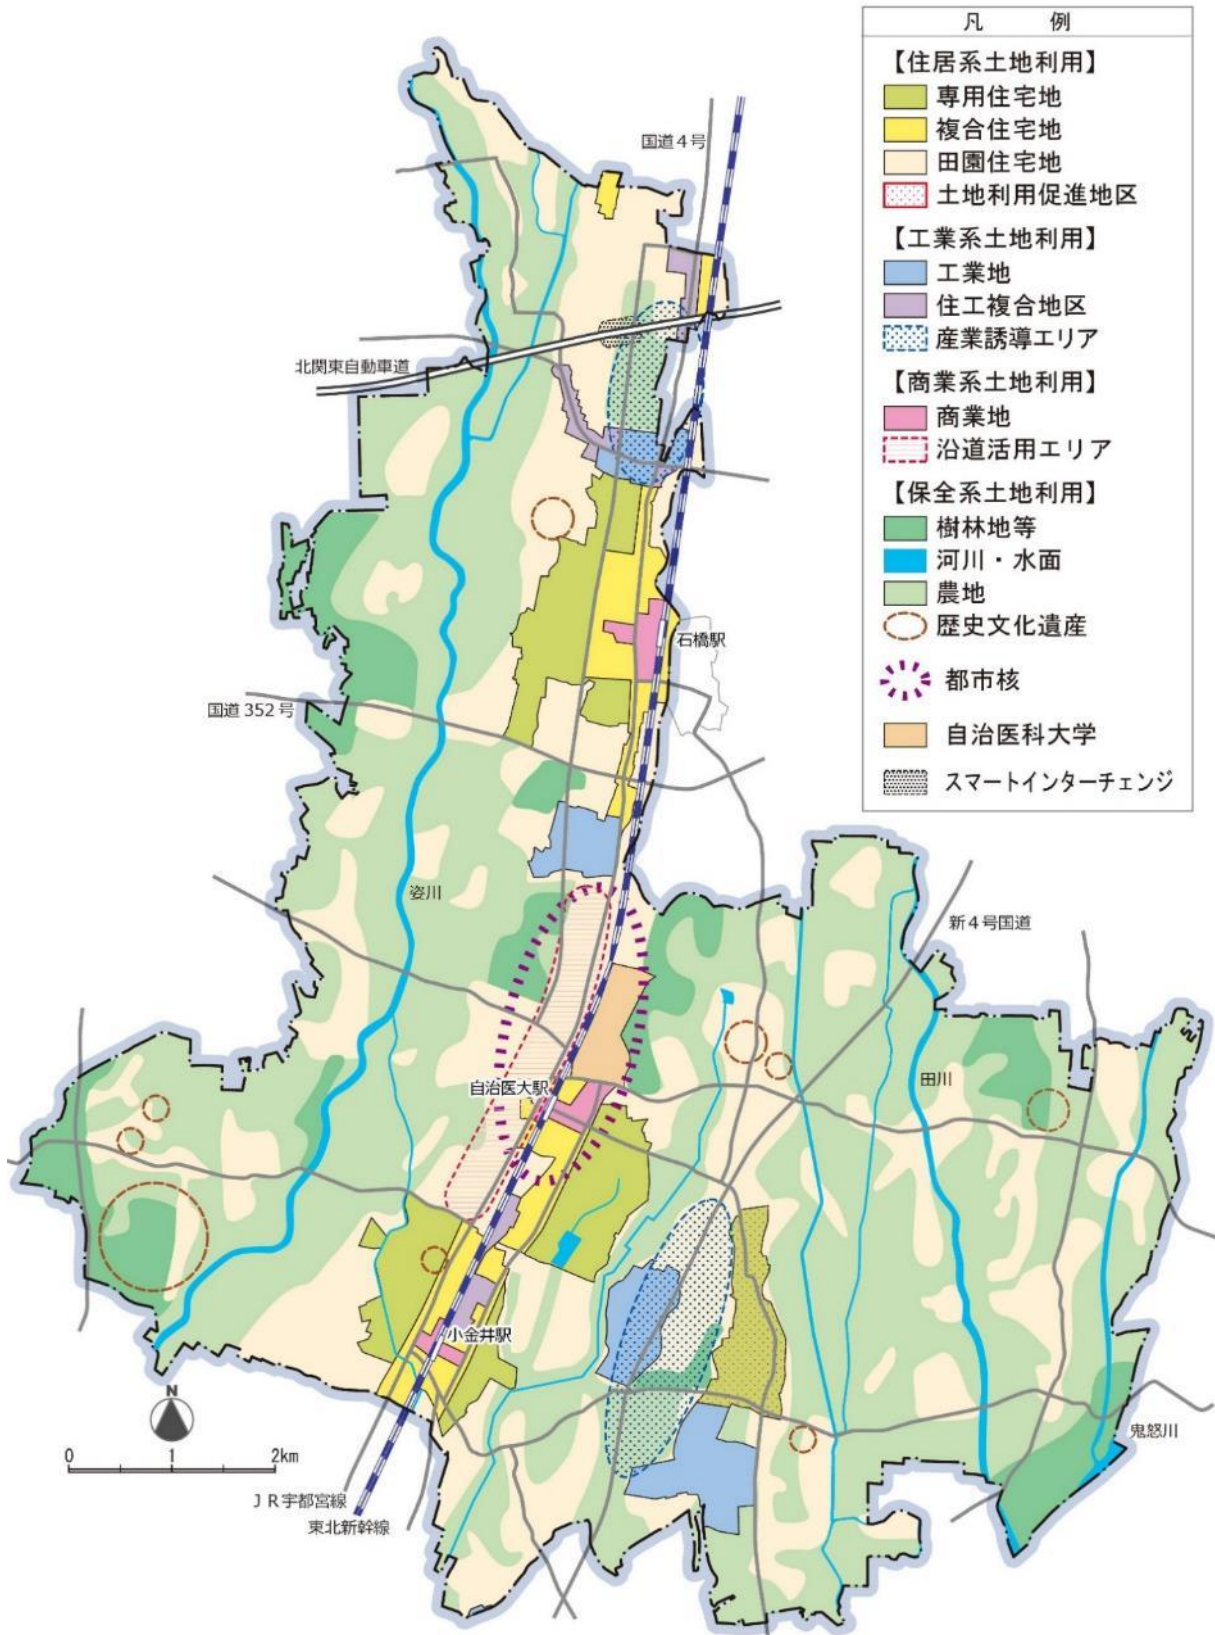 凡 例
【住居系土地利用】
専用住宅地
複合住宅地
田園住宅地
土地利用促進地区
【工業系土地利用】
工業地
住工複合地区
産業誘導エリア
【商業系土地利用】
商業地
沿道活用エリア
【保全系土地利用】
樹林地等
河川・水面
農地
歴史文化遺産
都市核
自治医科大学
スマートインターチェンジ
国道4号
北関東自動車道
石橋駅
国道352号
姿川
新4号国道
田川
自治医大駅
小金井駅
鬼怒川
N
0 1 2km
JR宇都宮線
東北新幹線